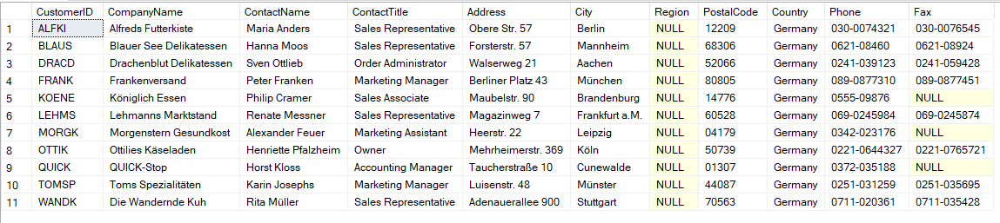 CustomerID CompanyName ContactName ContactTitle Address City Region PostalCode Country Phone Fax
1 ALFKI Alfreds Futterkiste Maria Anders Sales Representative Obere Str. 57 Berlin NULL 12209 Germany 030-0074321 030-0076545
2 BLAUS Blauer See Delikatessen Hanna Moos Sales Representative Forsterstr. 57 Mannheim NULL 68306 Germany 0621-08460 0621-08924
3 DRACD Drachenblut Delikatessen Sven Ottlieb Order Administrator Walserweg 21 Aachen NULL 52066 Germany 0241-039123 0241-059428
4 FRANK Frankenversand Peter Franken Marketing Manager Berliner Platz 43 München NULL 80805 Germany 089-0877310 089-0877451
5 KOENE Königlich Essen Philip Cramer Sales Associate Maubelstr. 90 Brandenburg NULL 14776 Germany 0555-09876 NULL
6 LEHMS Lehmanns Marktstand Renate Messner Sales Representative Magazinweg 7 Frankfurt a.M. NULL 60528 Germany 069-0245984 069-0245874
7 MORGK Morgenstern Gesundkost Alexander Feuer Marketing Assistant Heerstr. 22 Leipzig NULL 04179 Germany 0342-023176 NULL
8 OTTIK Ottilies Käseladen Henriette Pfalzheim Owner Mehrheimerstr. 369 Köln NULL 50739 Germany 0221-0644327 0221-0765721
9 QUICK QUICK-Stop Horst Kloss Accounting Manager Taucherstraße 10 Cunewalde NULL 01307 Germany 0372-035188 NULL
10 TOMSP Toms Spezialitäten Karin Josephs Marketing Manager Luisenstr. 48 Münster NULL 44087 Germany 0251-031259 0251-035695
11 WANDK Die Wandernde Kuh Rita Müller Sales Representative Adenauerallee 900 Stuttgart NULL 70563 Germany 0711-020361 0711-035428